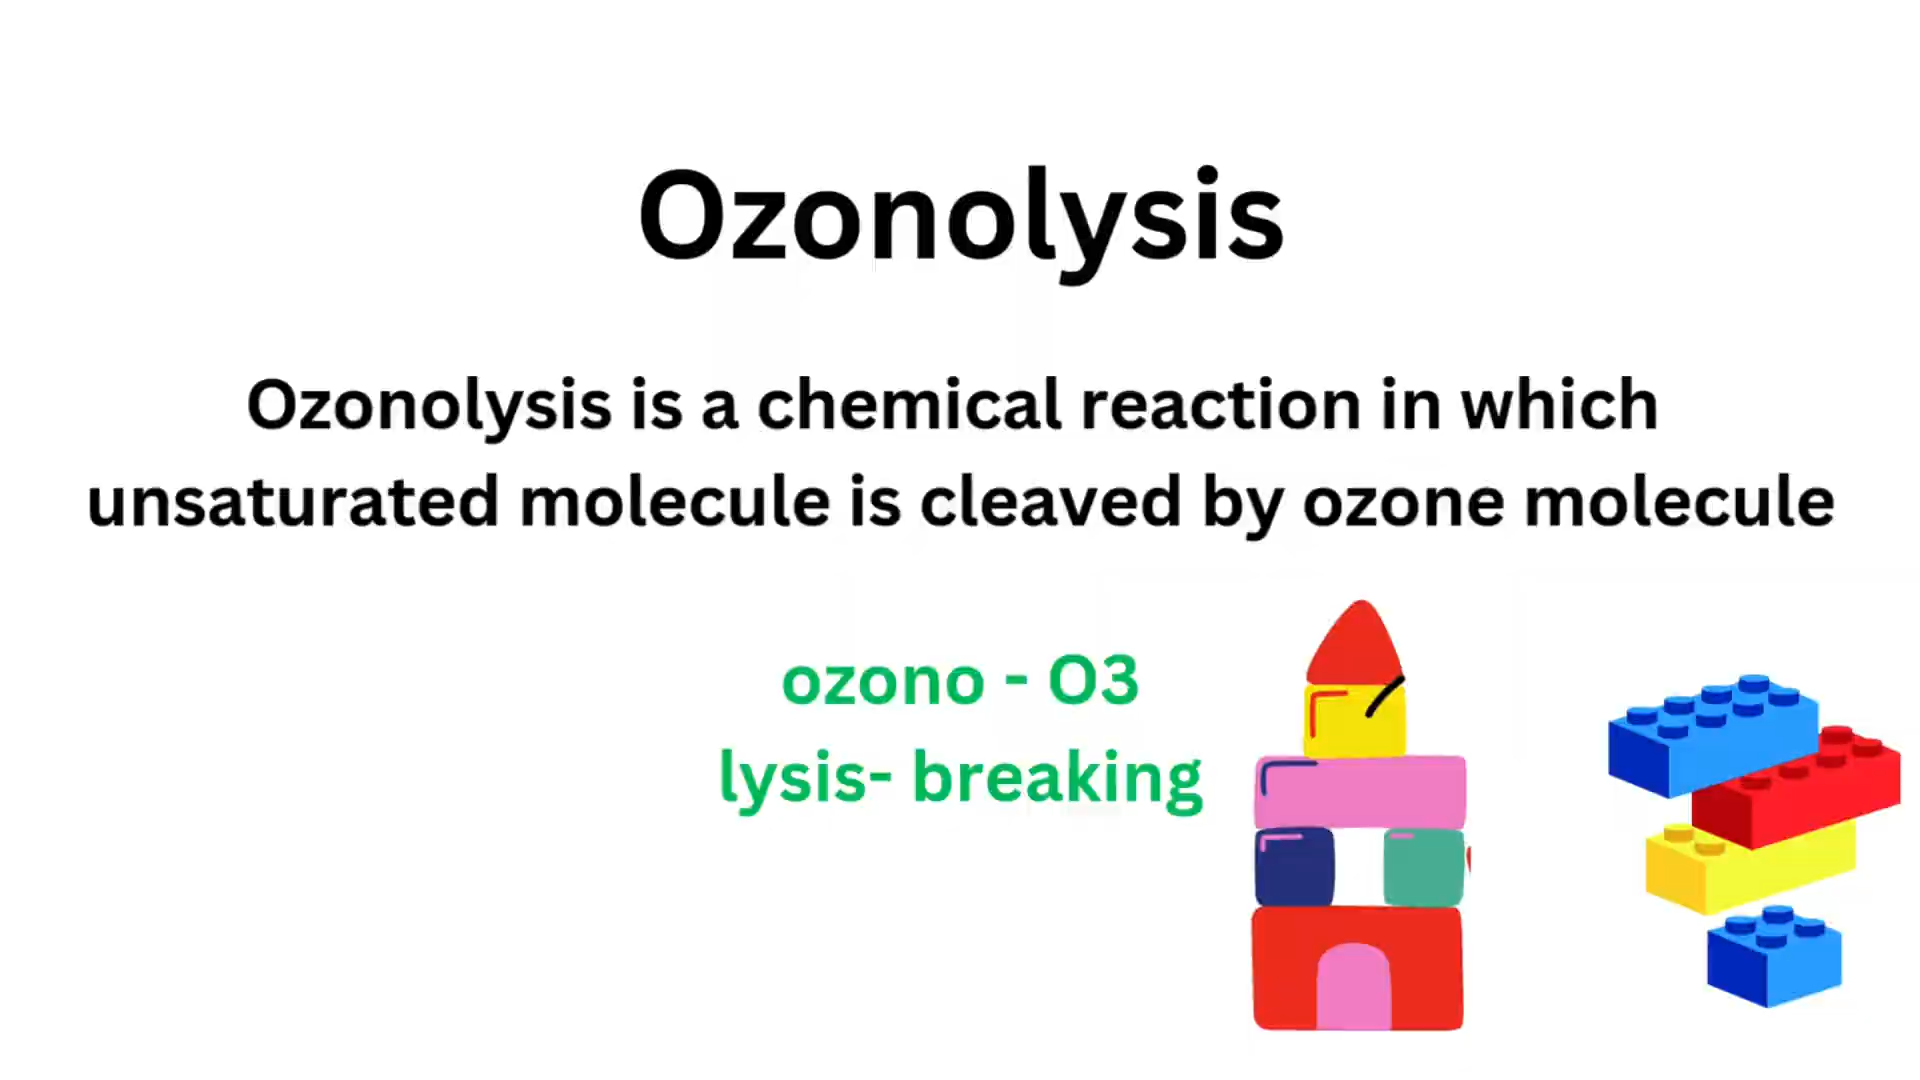 Ozonolysis
Ozonolysis is a chemical reaction in which
unsaturated molecule is cleaved by ozone molecule
ozono - O3
lysis- breaking